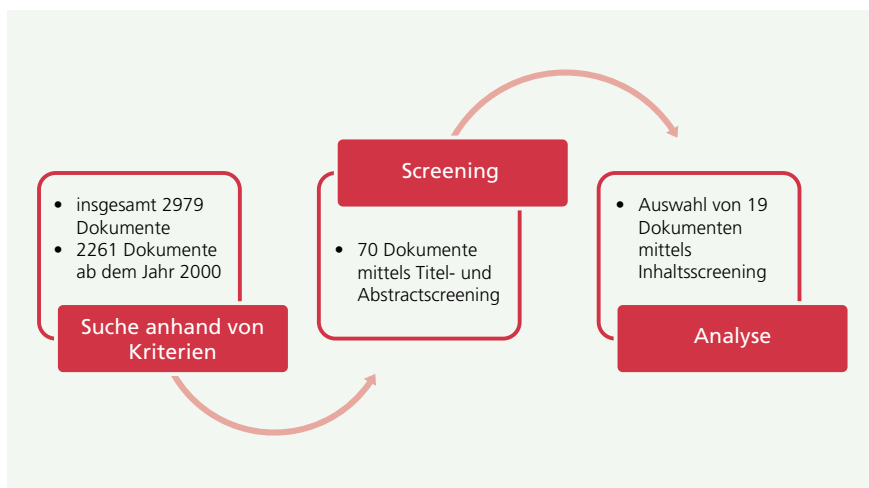 • insgesamt 2979
Dokumente
• 2261 Dokumente
ab dem Jahr 2000
Suche anhand von
Kriterien
Screening
• 70 Dokumente
mittels Titel- und
Abstractscreening
• Auswahl von 19
Dokumenten
mittels
Inhaltsscreening
Analyse